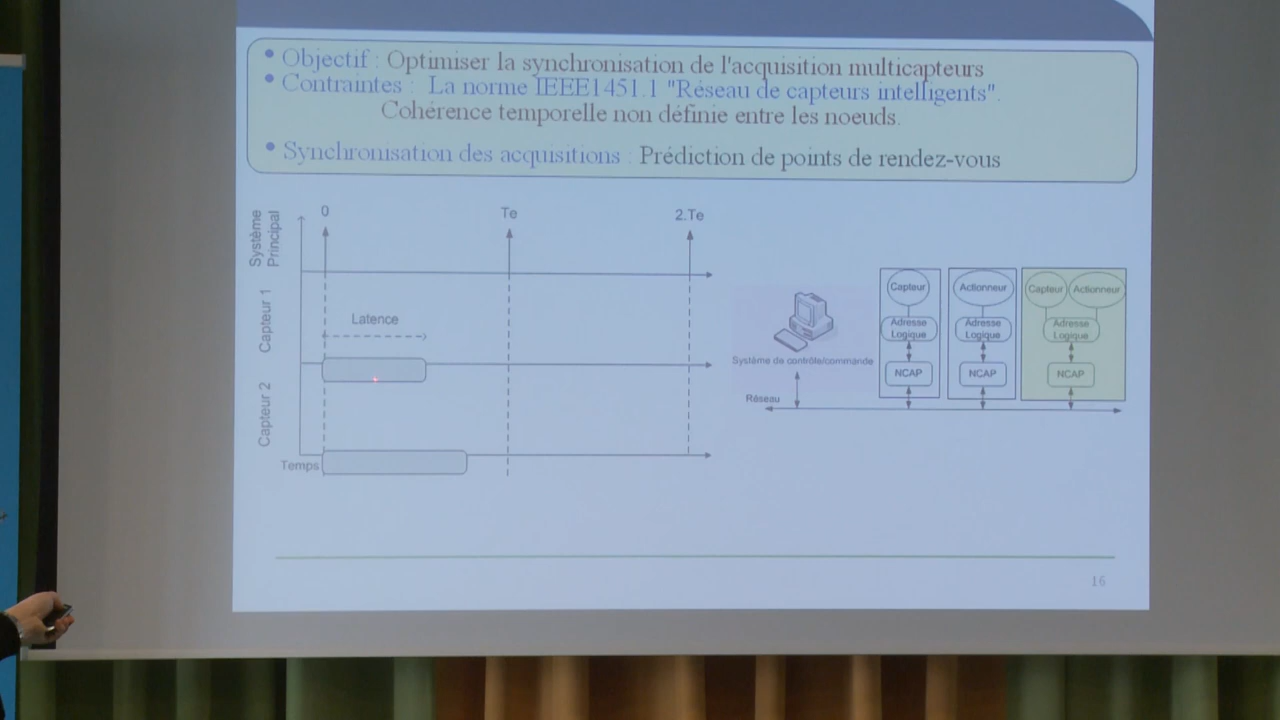 • Objectif : Optimiser la synchronisation de l'acquisition multicapteurs
• Contraintes : La norme IEEE1451.1 "Réseau de capteurs intelligents".
Cohérence temporelle non définie entre les noeuds.
• Synchronisation des acquisitions : Prédiction de points de rendez-vous
0
Te
2.Te
Système
Principal
Capteur 1
Latence
Capteur 2
Temps
Système de contrôle/commande
Réseau
Capteur
Adresse
Logique
NCAP
Actionneur
Adresse
Logique
NCAP
Capteur
Actionneur
Adresse
Logique
NCAP
16